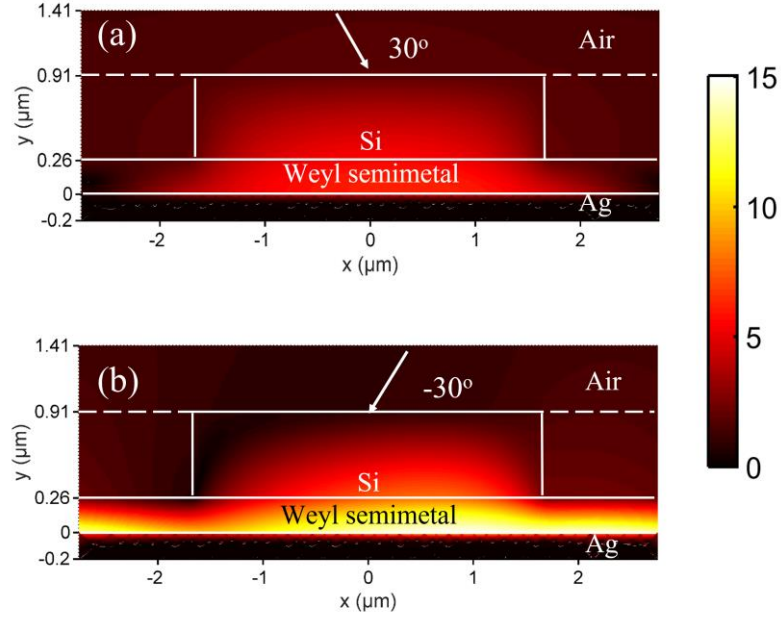 (a)
30°
Air
Si
Weyl semimetal
Ag
1.41
0.91
0.26
0
-0.2
y (μm)
-2
-1
0
1
2
x (μm)
(b)
-30°
Air
Si
Weyl semimetal
Ag
1.41
0.91
0.26
0
-0.2
y (μm)
-2
-1
0
1
2
x (μm)
15
10
5
0